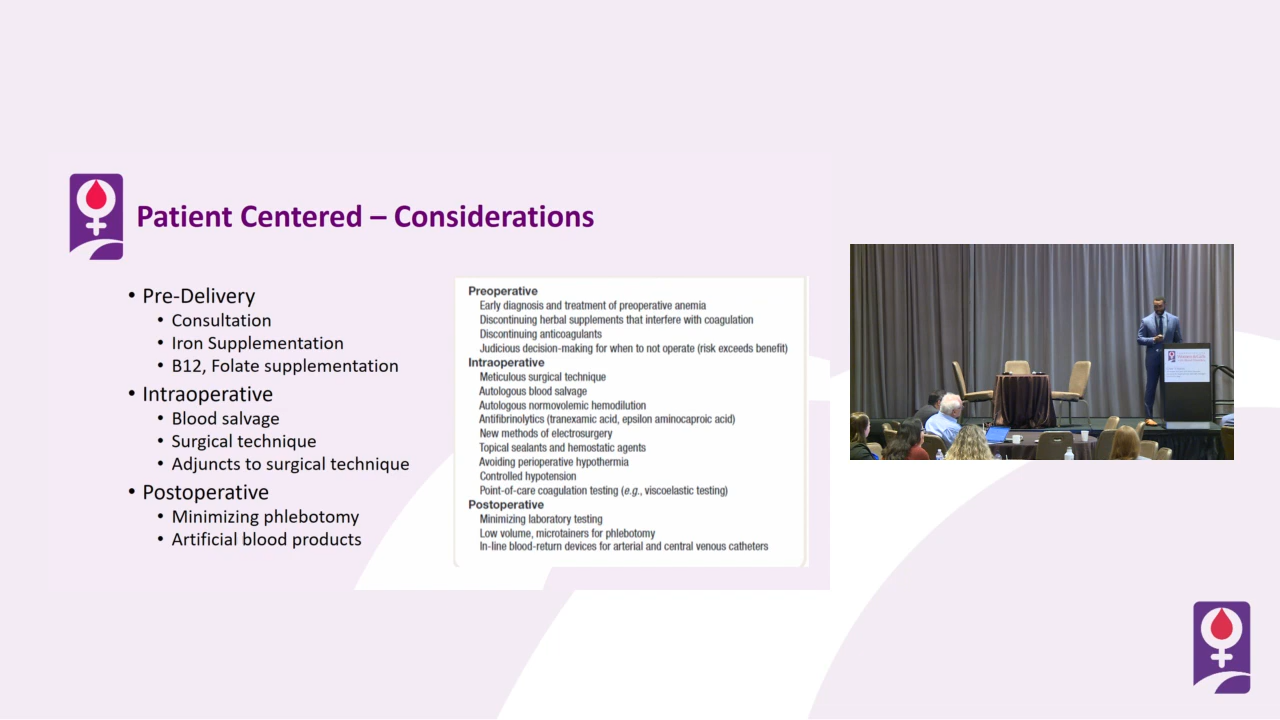 Patient Centered – Considerations
• Pre-Delivery
• Consultation
• Iron Supplementation
• B12, Folate supplementation
• Intraoperative
• Blood salvage
• Surgical technique
• Adjuncts to surgical technique
• Postoperative
• Minimizing phlebotomy
• Artificial blood products
Preoperative
Early diagnosis and treatment of preoperative anemia
Discontinuing herbal supplements that interfere with coagulation
Discontinuing anticoagulants
Judicious decision-making for when to not operate (risk exceeds benefit)
Intraoperative
Meticulous surgical technique
Autologous blood salvage
Autologous normovolemic hemodilution
Antifibrinolytics (tranexamic acid, epsilon aminocaproic acid)
New methods of electrosurgery
Topical sealants and hemostatic agents
Avoiding perioperative hypothermia
Controlled hypotension
Point-of-care coagulation testing (e.g., viscoelastic testing)
Postoperative
Minimizing laboratory testing
Low volume, microtainers for phlebotomy
In-line blood-return devices for arterial and central venous catheters